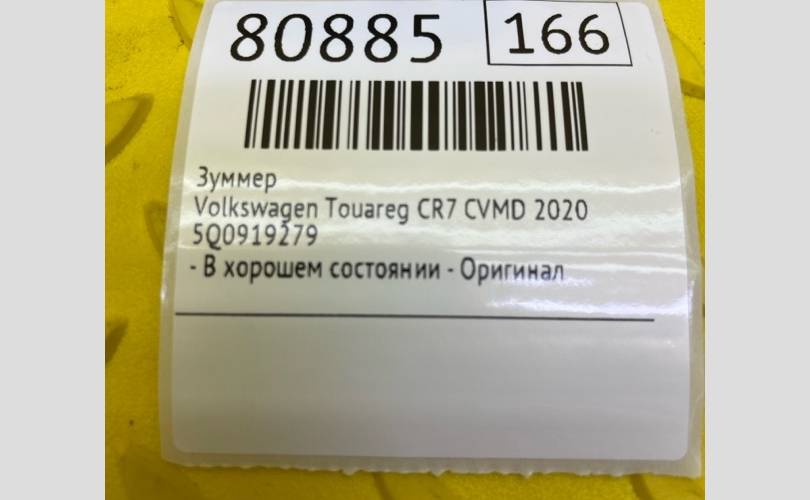 80885 166
Зуммер
Volkswagen Touareg CR7 CVMD 2020
5Q0919279
- В хорошем состоянии - Оригинал